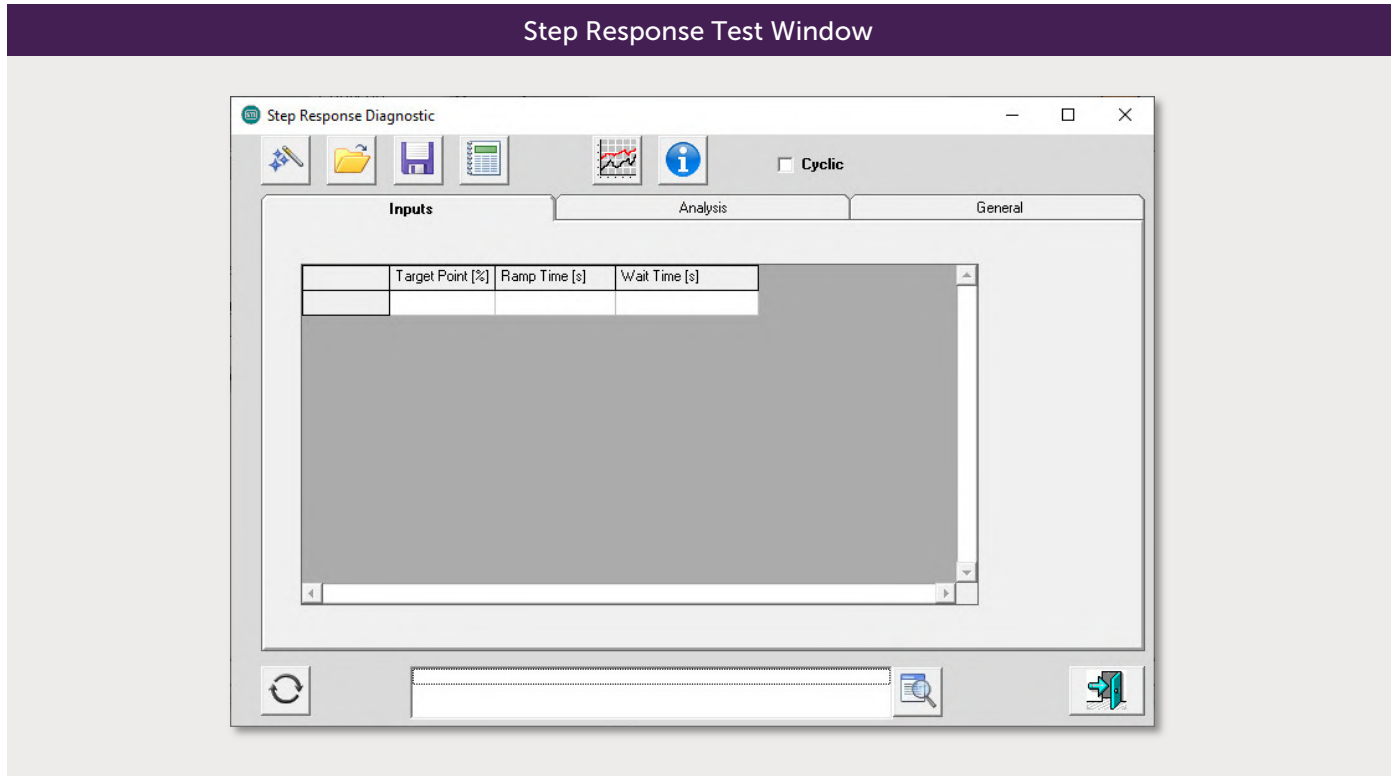 Step Response Test Window
Step Response Diagnostic
Cyclic
Inputs Analysis General
Target Point [%] Ramp Time [s] Wait Time [s]